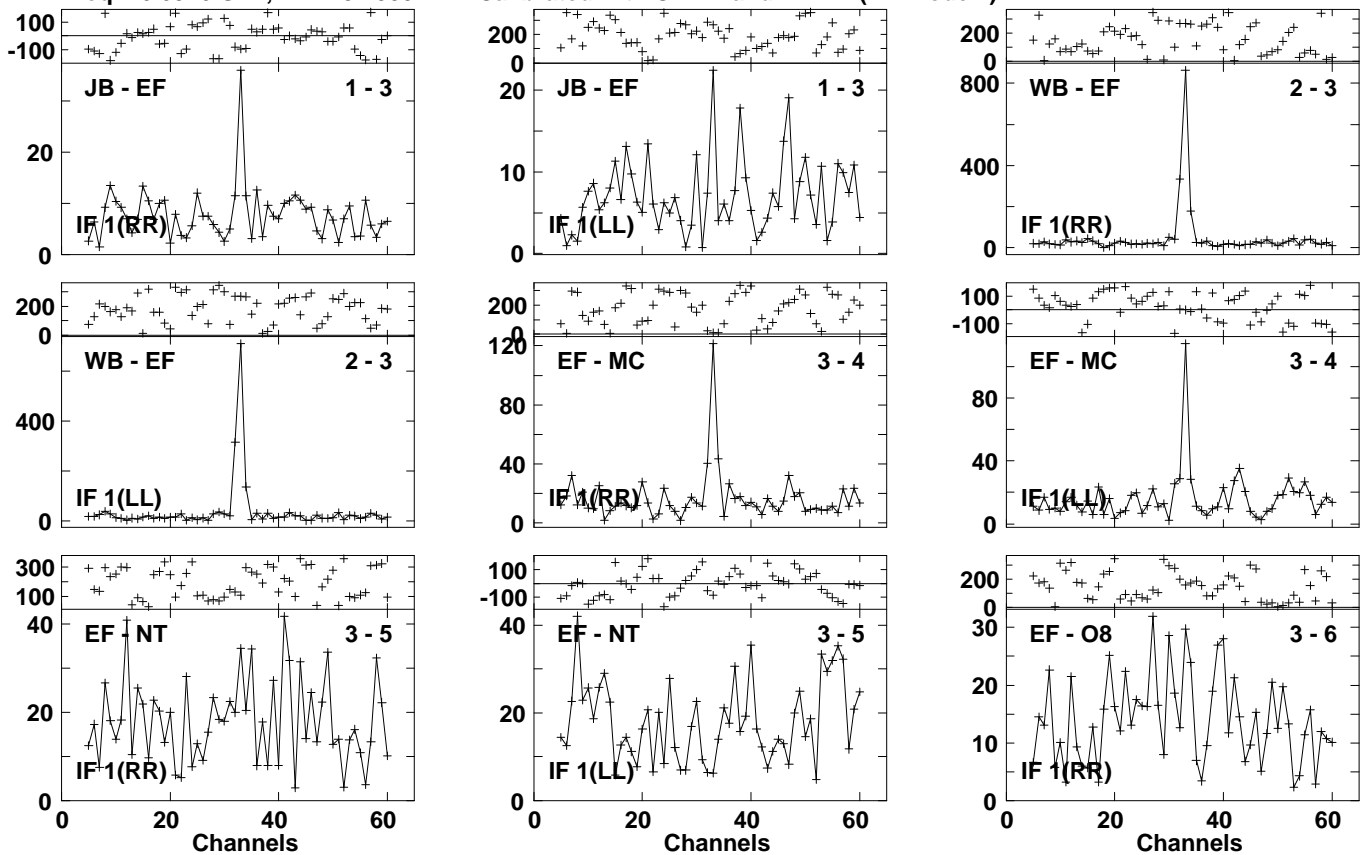 100
-100
JB - EF 1 - 3
20
0
IF 1(RR)
200
0
JB - EF 1 - 3
20
10
0
IF 1(LL)
200
0
WB - EF 2 - 3
800
400
0
IF 1(RR)
200
0
WB - EF 2 - 3
400
0
IF 1(LL)
200
0
EF - MC 3 - 4
120
80
40
0
IF 1(RR)
100
-100
EF - MC 3 - 4
80
40
0
IF 1(LL)
300
100
EF - NT 3 - 5
40
20
0
IF 1(RR)
0 20 40 60
Channels
100
-100
EF - NT 3 - 5
40
20
0
IF 1(LL)
0 20 40 60
Channels
200
0
EF - O8 3 - 6
30
20
10
0
IF 1(RR)
0 20 40 60
Channels